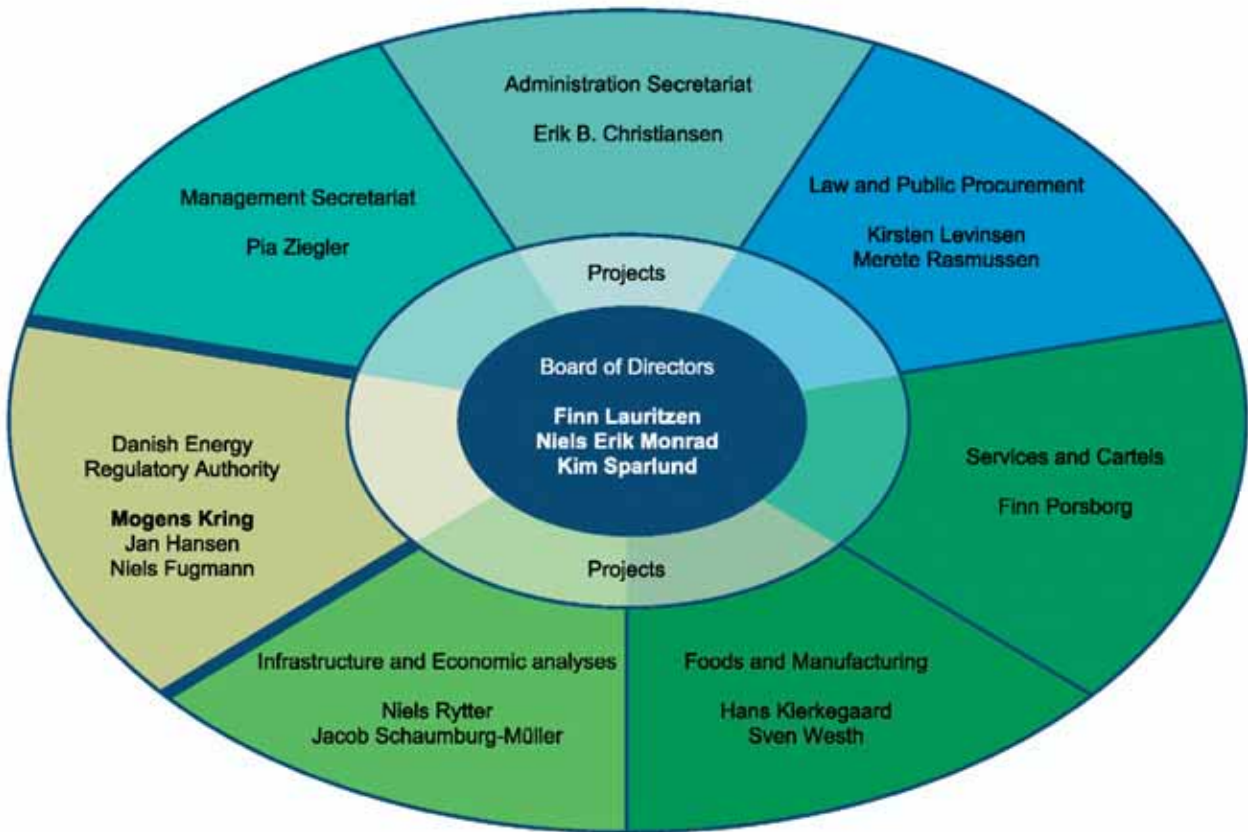 Administration Secretariat
Erik B. Christiansen
Law and Public Procurement
Kirsten Levinsen
Merete Rasmussen
Management Secretariat
Pia Ziegler
Projects
Board of Directors
Finn Lauritzen
Niels Erik Monrad
Kim Sparlund
Services and Cartels
Finn Porsborg
Danish Energy
Regulatory Authority
Mogens Kring
Jan Hansen
Niels Fugmann
Projects
Infrastructure and Economic analyses
Niels Rytter
Jacob Schaumburg-Müller
Foods and Manufacturing
Hans Kierkegaard
Sven Westh